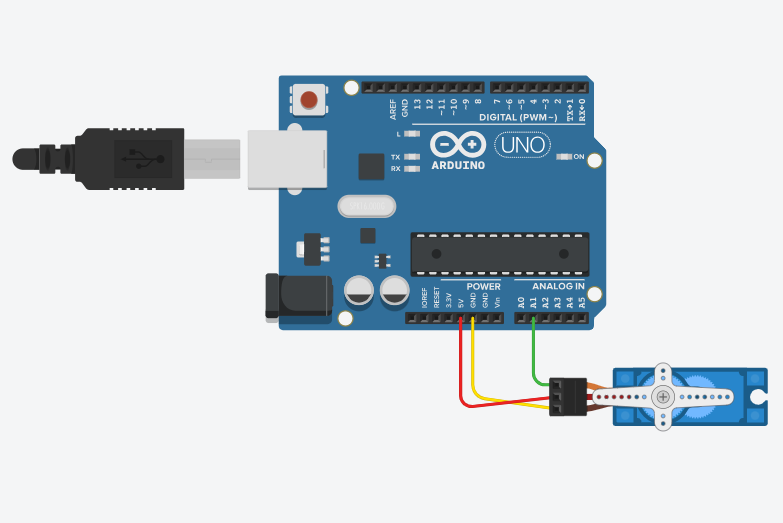 AREF
GND
13
12
~11
~10
~9
8
7
~6
~5
4
~3
2
TX→1
RX←0
DIGITAL (PWM~)
L
TX
RX
ARDUINO
UNO
ON
POWER
ANALOG IN
IOREF
RESET
3.3V
5V
GND
GND
Vin
A0
A1
A2
A3
A4
A5